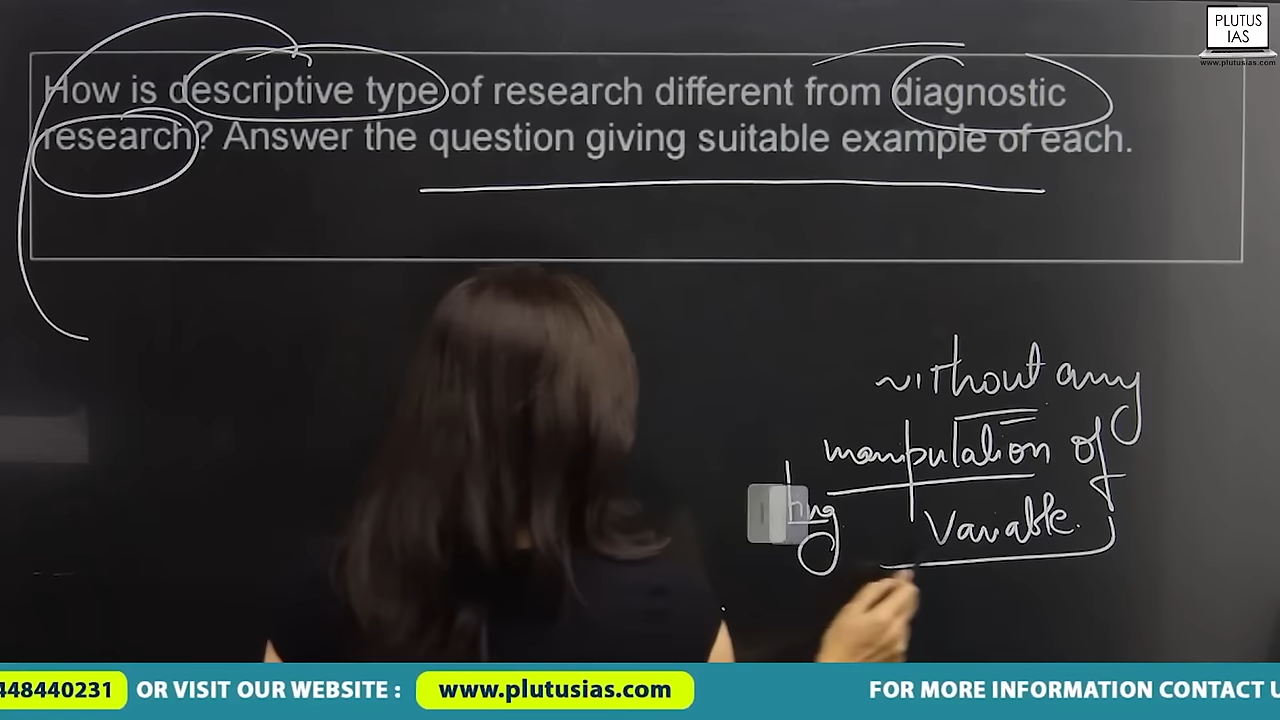 PLUTUS
IAS
www.plutusias.com
How is descriptive type of research different from diagnostic
research? Answer the question giving suitable example of each.
without any
manipulation of
Variable.
448440231 OR VISIT OUR WEBSITE : www.plutusias.com FOR MORE INFORMATION CONTACT U